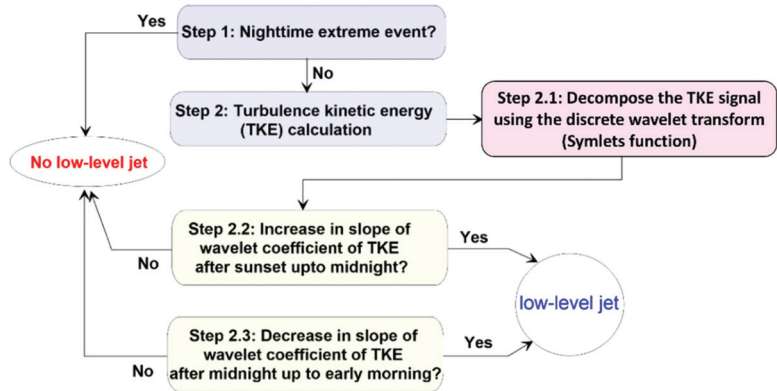 Yes
Step 1: Nighttime extreme event?
No
Step 2: Turbulence kinetic energy
(TKE) calculation
Step 2.1: Decompose the TKE signal
using the discrete wavelet transform
(Symlets function)
No low-level jet
Step 2.2: Increase in slope of
wavelet coefficient of TKE
after sunset upto midnight?
No
Yes
low-level jet
Step 2.3: Decrease in slope of
wavelet coefficient of TKE
after midnight up to early morning?
No
Yes